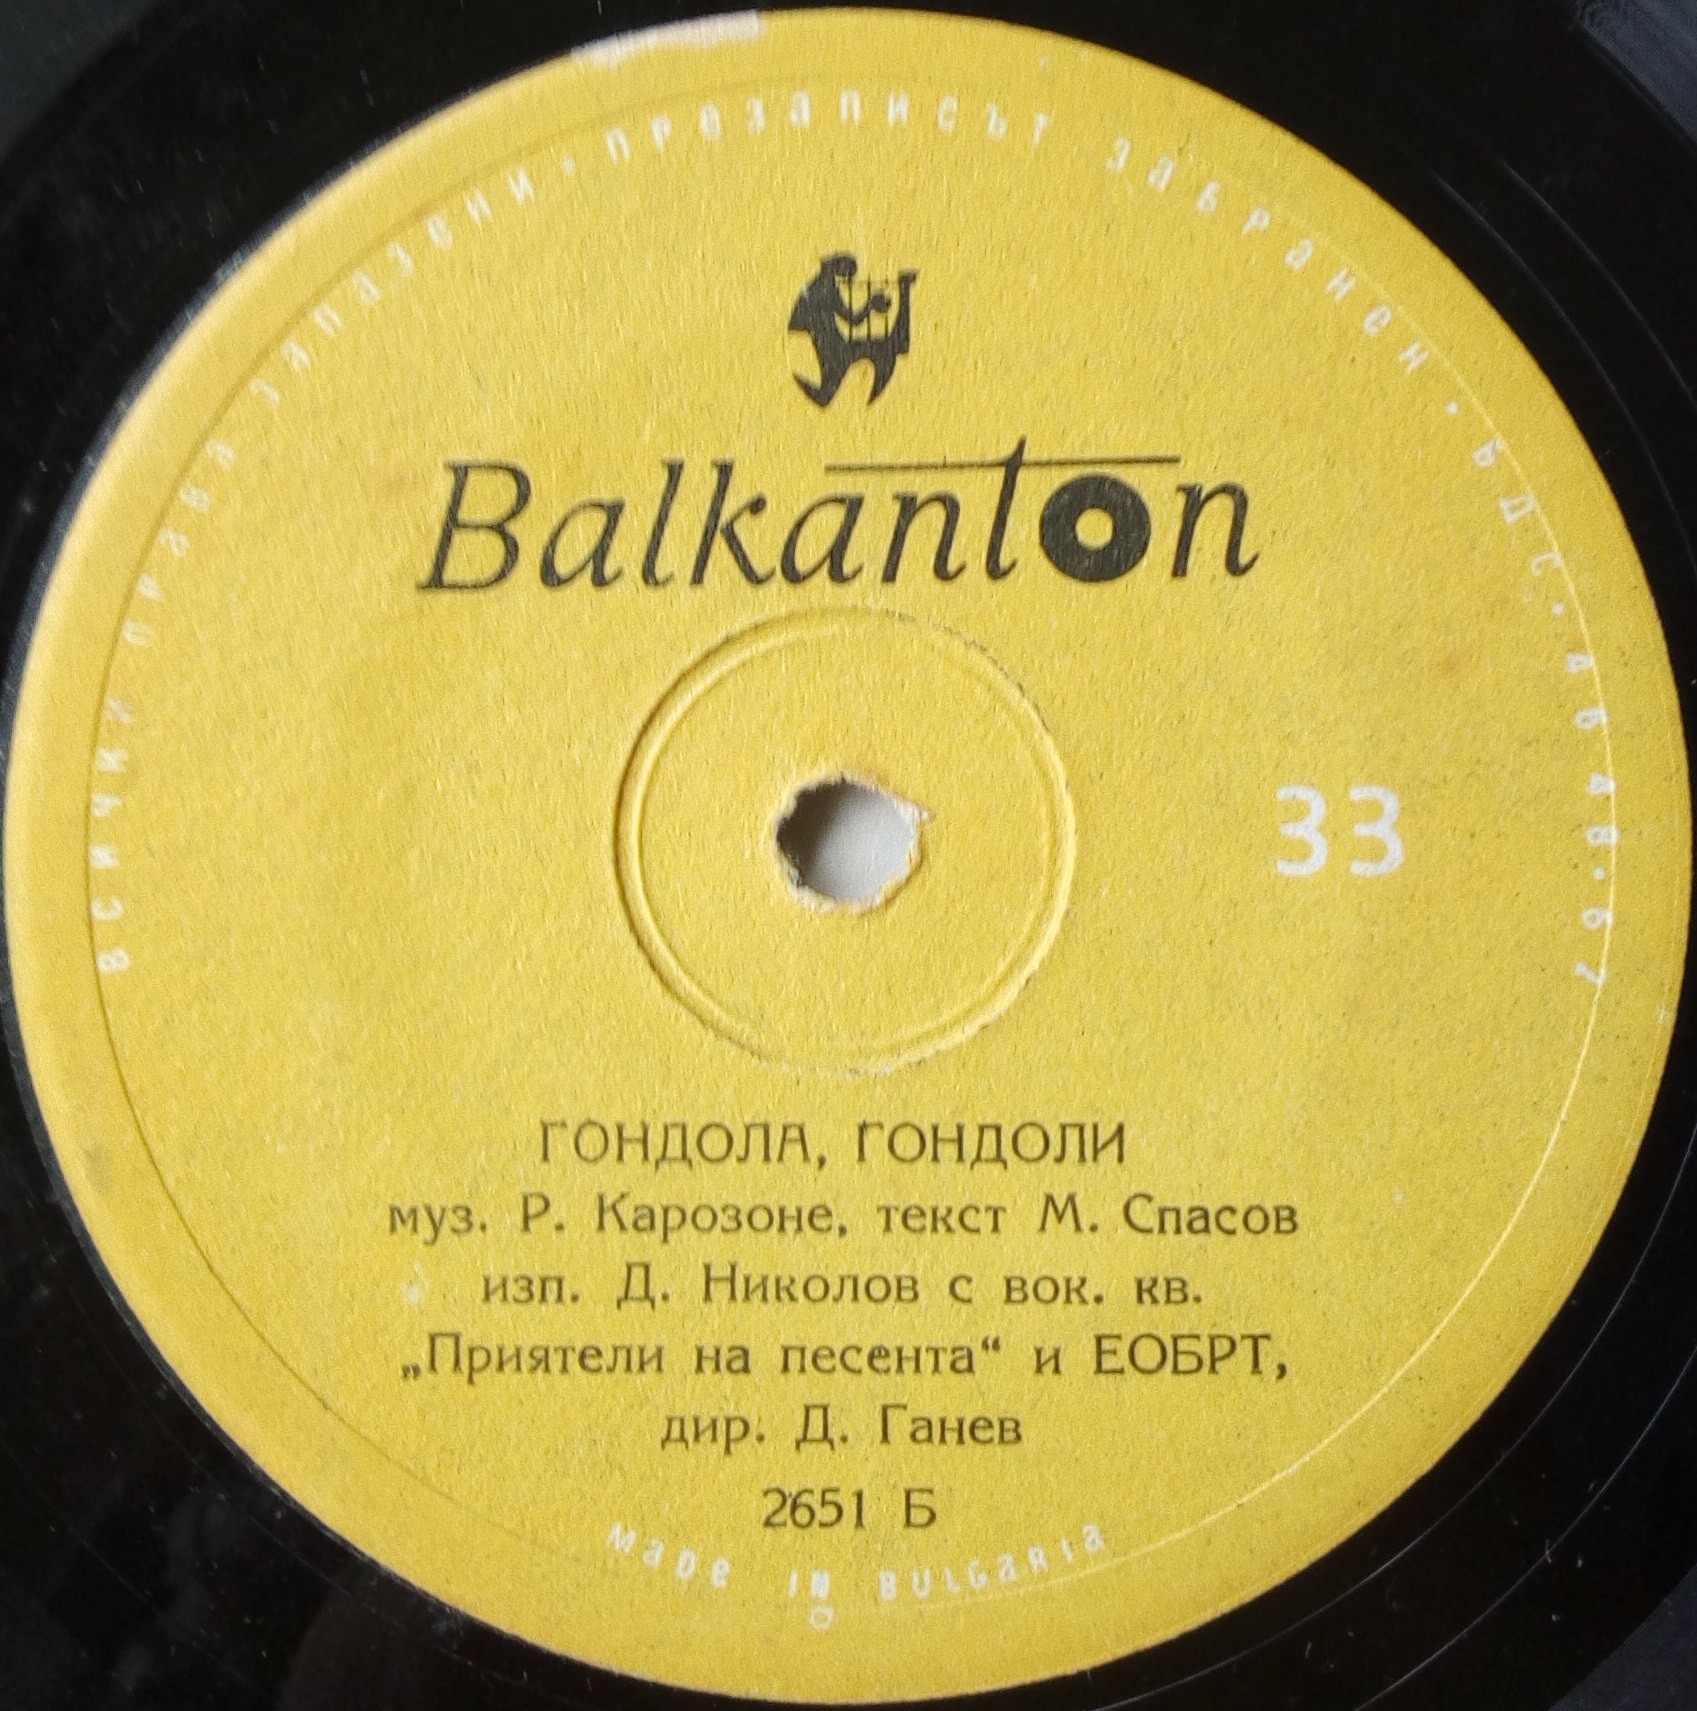 всички права запазени · презаписът забранен · БДС · 4648 · 67
Balkanton
33
ГОНДОЛА, ГОНДОЛИ
муз. Р. Карозоне, текст М. Спасов
изп. Д. Николов с вок. кв.
„Приятели на песента“ и ЕОБРТ,
дир. Д. Ганев
2651 Б
made in Bulgaria